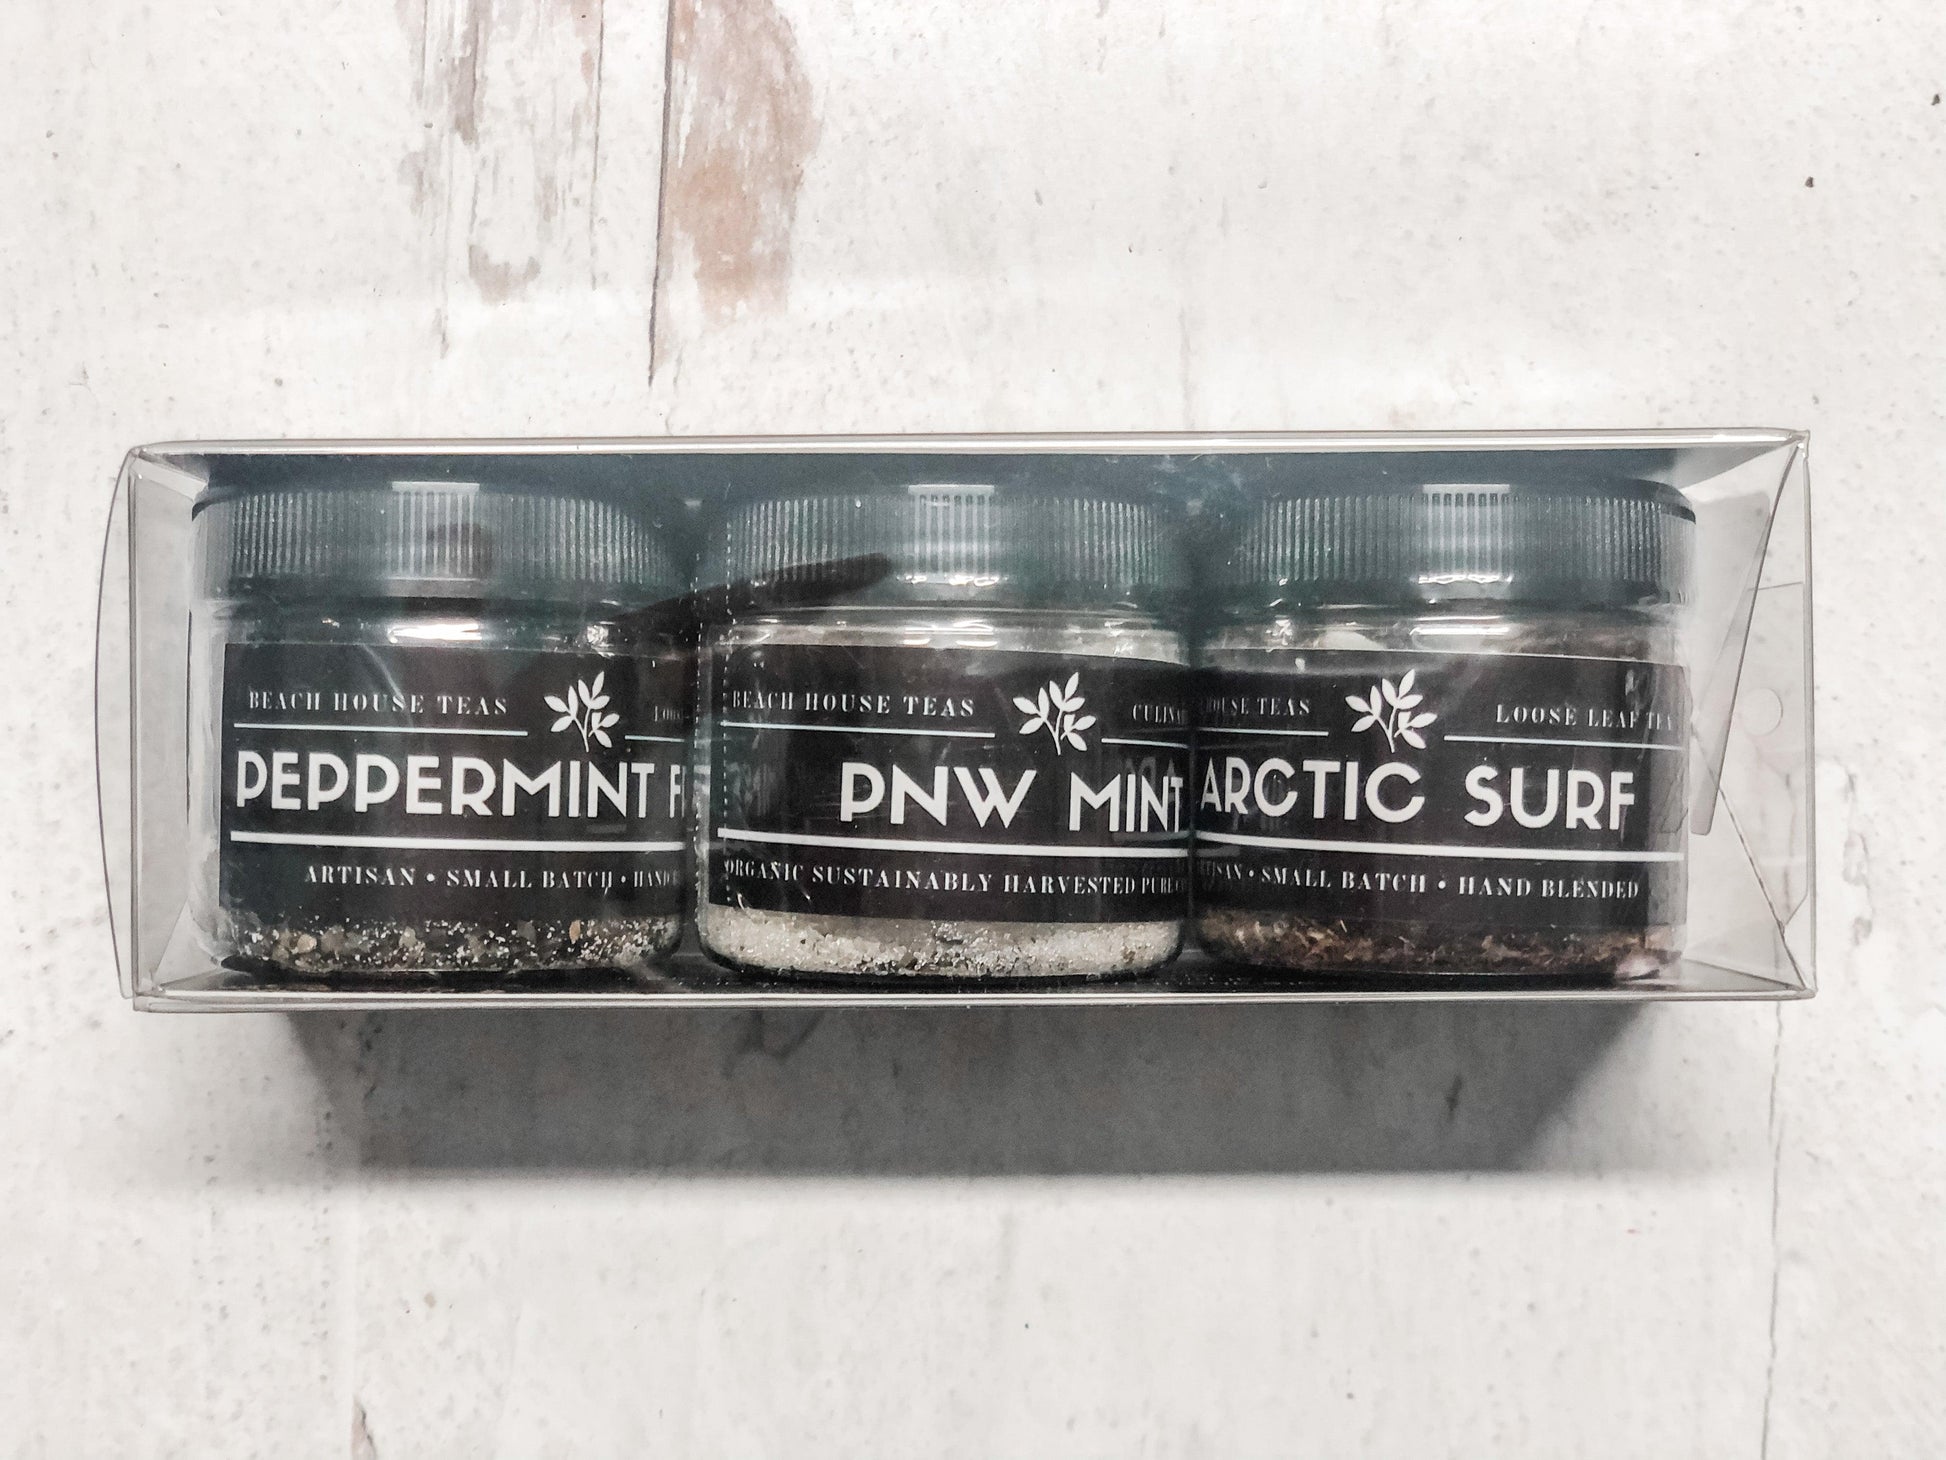 BEACH HOUSE TEAS
PEPPERMINT
ARTISAN • SMALL BATCH •
BEACH HOUSE TEAS
PNW MINT
ORGANIC SUSTAINABLY HARVESTED PURE
HOUSE TEAS LOOSE LEAF TEA
ARCTIC SURF
• SMALL BATCH • HAND BLENDED